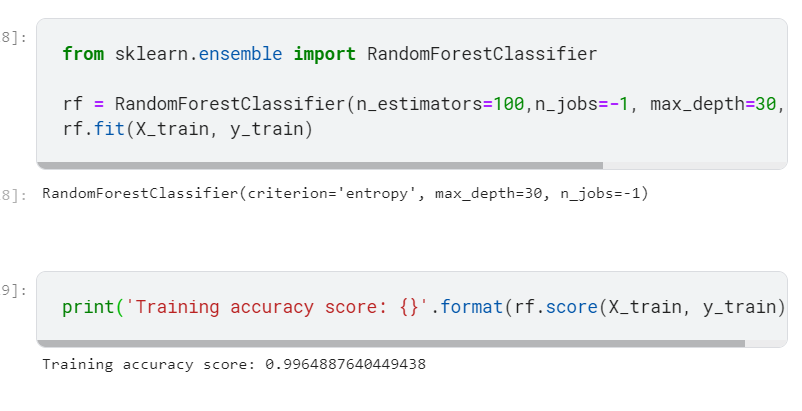 8]:
from sklearn.ensemble import RandomForestClassifier
rf = RandomForestClassifier(n_estimators=100,n_jobs=-1, max_depth=30,
rf.fit(X_train, y_train)
8]:
RandomForestClassifier(criterion='entropy', max_depth=30, n_jobs=-1)
9]:
print('Training accuracy score: {}'.format(rf.score(X_train, y_train)
Training accuracy score: 0.9964887640449438